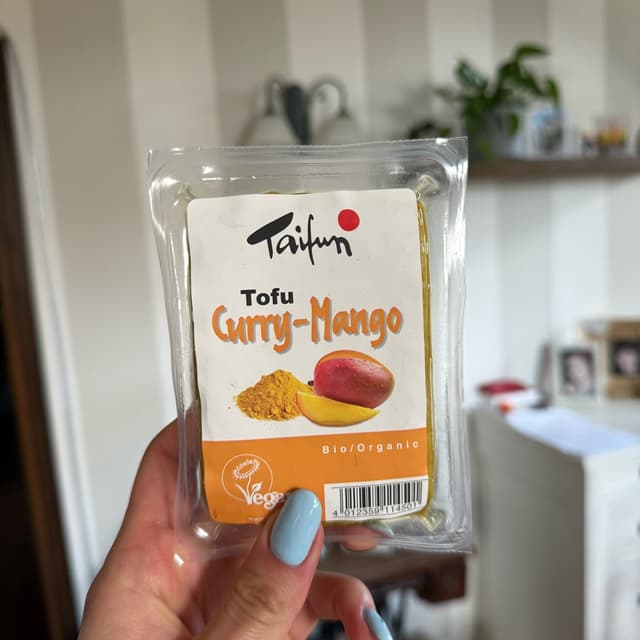 Taifun
Tofu
Curry-Mango
Bio/Organic
Vegan
4 012359 114501